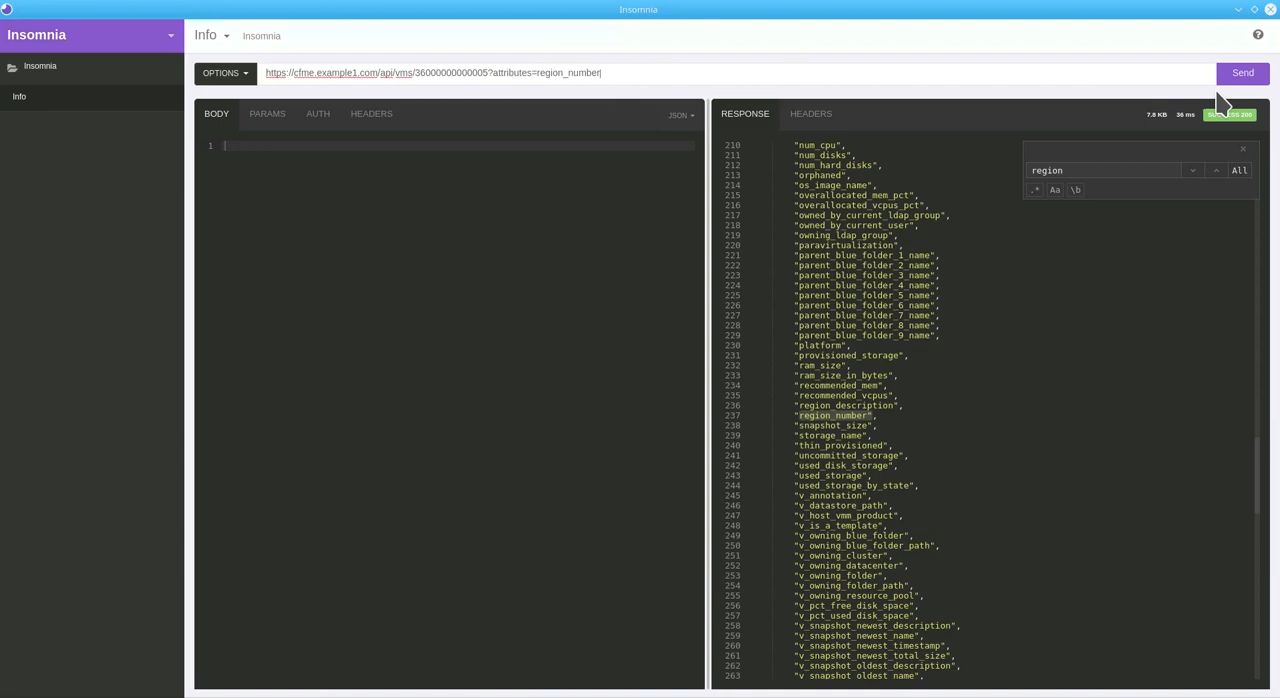 Insomnia
Insomnia
Info
Insomnia
Insomnia
OPTIONS
https://cfme.example1.com/api/vms/36000000000005?attributes=region_number
Send
Info
BODY
PARAMS
AUTH
HEADERS
JSON
RESPONSE
HEADERS
7.8 KB
36 ms
200
1
region
All
.*
Aa
\b
210 "num_cpu",
211 "num_disks",
212 "num_hard_disks",
213 "orphaned",
214 "os_image_name",
215 "overallocated_mem_pct",
216 "overallocated_vcpus_pct",
217 "owned_by_current_ldap_group",
218 "owned_by_current_user",
219 "owning_ldap_group",
220 "paravirtualization",
221 "parent_blue_folder_1_name",
222 "parent_blue_folder_2_name",
223 "parent_blue_folder_3_name",
224 "parent_blue_folder_4_name",
225 "parent_blue_folder_5_name",
226 "parent_blue_folder_6_name",
227 "parent_blue_folder_7_name",
228 "parent_blue_folder_8_name",
229 "parent_blue_folder_9_name",
230 "platform",
231 "provisioned_storage",
232 "ram_size",
233 "ram_size_in_bytes",
234 "recommended_mem",
235 "recommended_vcpus",
236 "region_description",
237 "region_number",
238 "snapshot_size",
239 "storage_name",
240 "thin_provisioned",
241 "uncommitted_storage",
242 "used_disk_storage",
243 "used_storage",
244 "used_storage_by_state",
245 "v_annotation",
246 "v_datastore_path",
247 "v_host_vmm_product",
248 "v_is_a_template",
249 "v_owning_blue_folder",
250 "v_owning_blue_folder_path",
251 "v_owning_cluster",
252 "v_owning_datacenter",
253 "v_owning_folder",
254 "v_owning_folder_path",
255 "v_owning_resource_pool",
256 "v_pct_free_disk_space",
257 "v_pct_used_disk_space",
258 "v_snapshot_newest_description",
259 "v_snapshot_newest_name",
260 "v_snapshot_newest_timestamp",
261 "v_snapshot_newest_total_size",
262 "v_snapshot_oldest_description",
263 "v_snapshot_oldest_name",